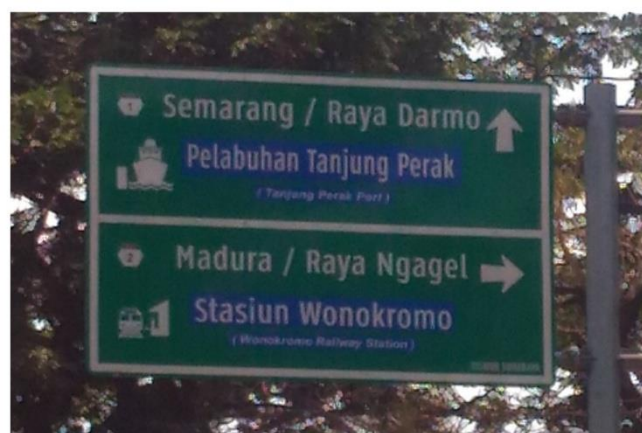 1 Semarang / Raya Darmo
Pelabuhan Tanjung Perak
(Tanjung Perak Port)
2 Madura / Raya Ngagel
Stasiun Wonokromo
(Wonokromo Railway Station)